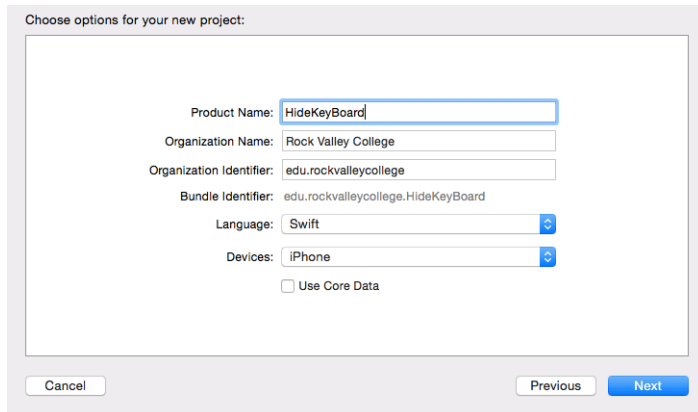 Choose options for your new project:
Product Name: HideKeyBoard
Organization Name: Rock Valley College
Organization Identifier: edu.rockvalleycollege
Bundle Identifier: edu.rockvalleycollege.HideKeyBoard
Language: Swift
Devices: iPhone
Use Core Data
Cancel Previous Next